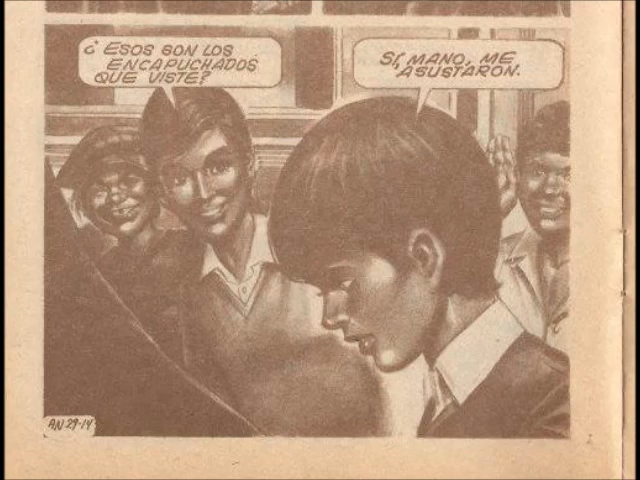 ¿ESOS SON LOS
ENCAPUCHADOS
QUE VISTE?
SÍ, MANO, ME
ASUSTARON.
AN 29-14